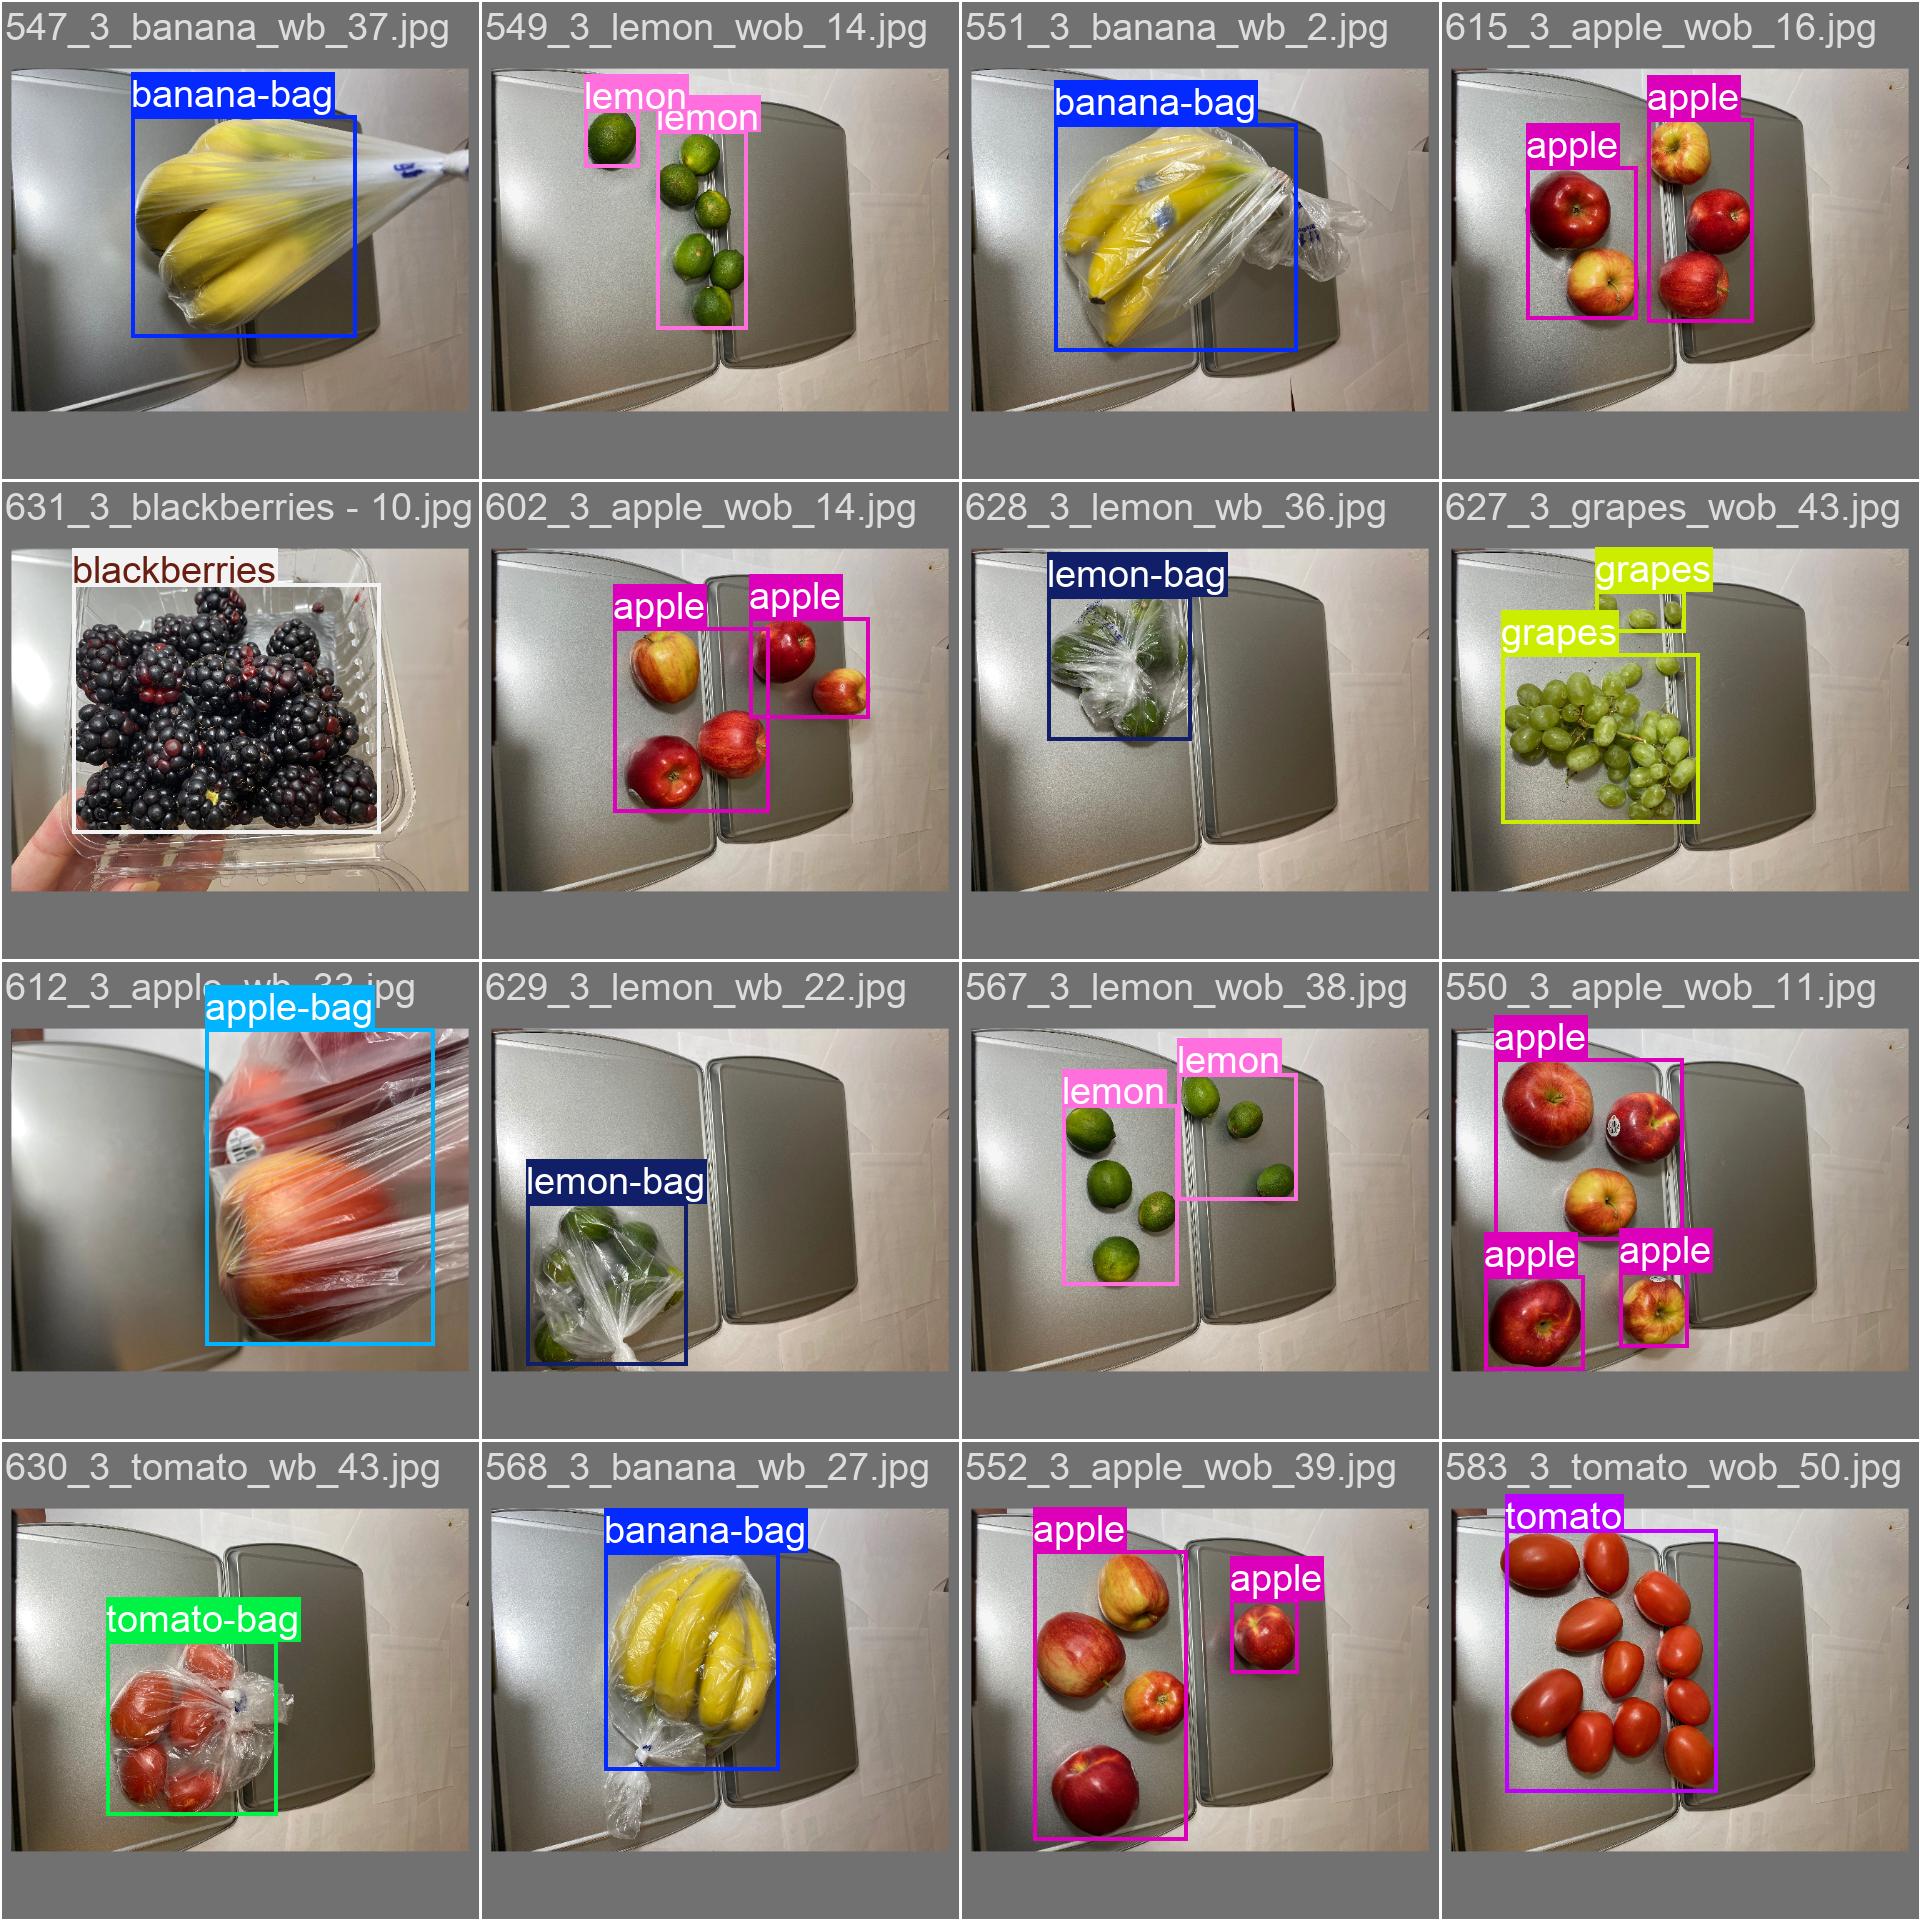 547_3_banana_wb_37.jpg
banana-bag
549_3_lemon_wob_14.jpg
lemon
lemon
551_3_banana_wb_2.jpg
banana-bag
615_3_apple_wob_16.jpg
apple
apple
631_3_blackberries - 10.jpg
blackberries
602_3_apple_wob_14.jpg
apple
apple
628_3_lemon_wb_36.jpg
lemon-bag
627_3_grapes_wob_43.jpg
grapes
grapes
612_3_apple_wb_33.jpg
apple-bag
629_3_lemon_wb_22.jpg
lemon-bag
567_3_lemon_wob_38.jpg
lemon
lemon
550_3_apple_wob_11.jpg
apple
apple
apple
630_3_tomato_wb_43.jpg
tomato-bag
568_3_banana_wb_27.jpg
banana-bag
552_3_apple_wob_39.jpg
apple
apple
583_3_tomato_wob_50.jpg
tomato